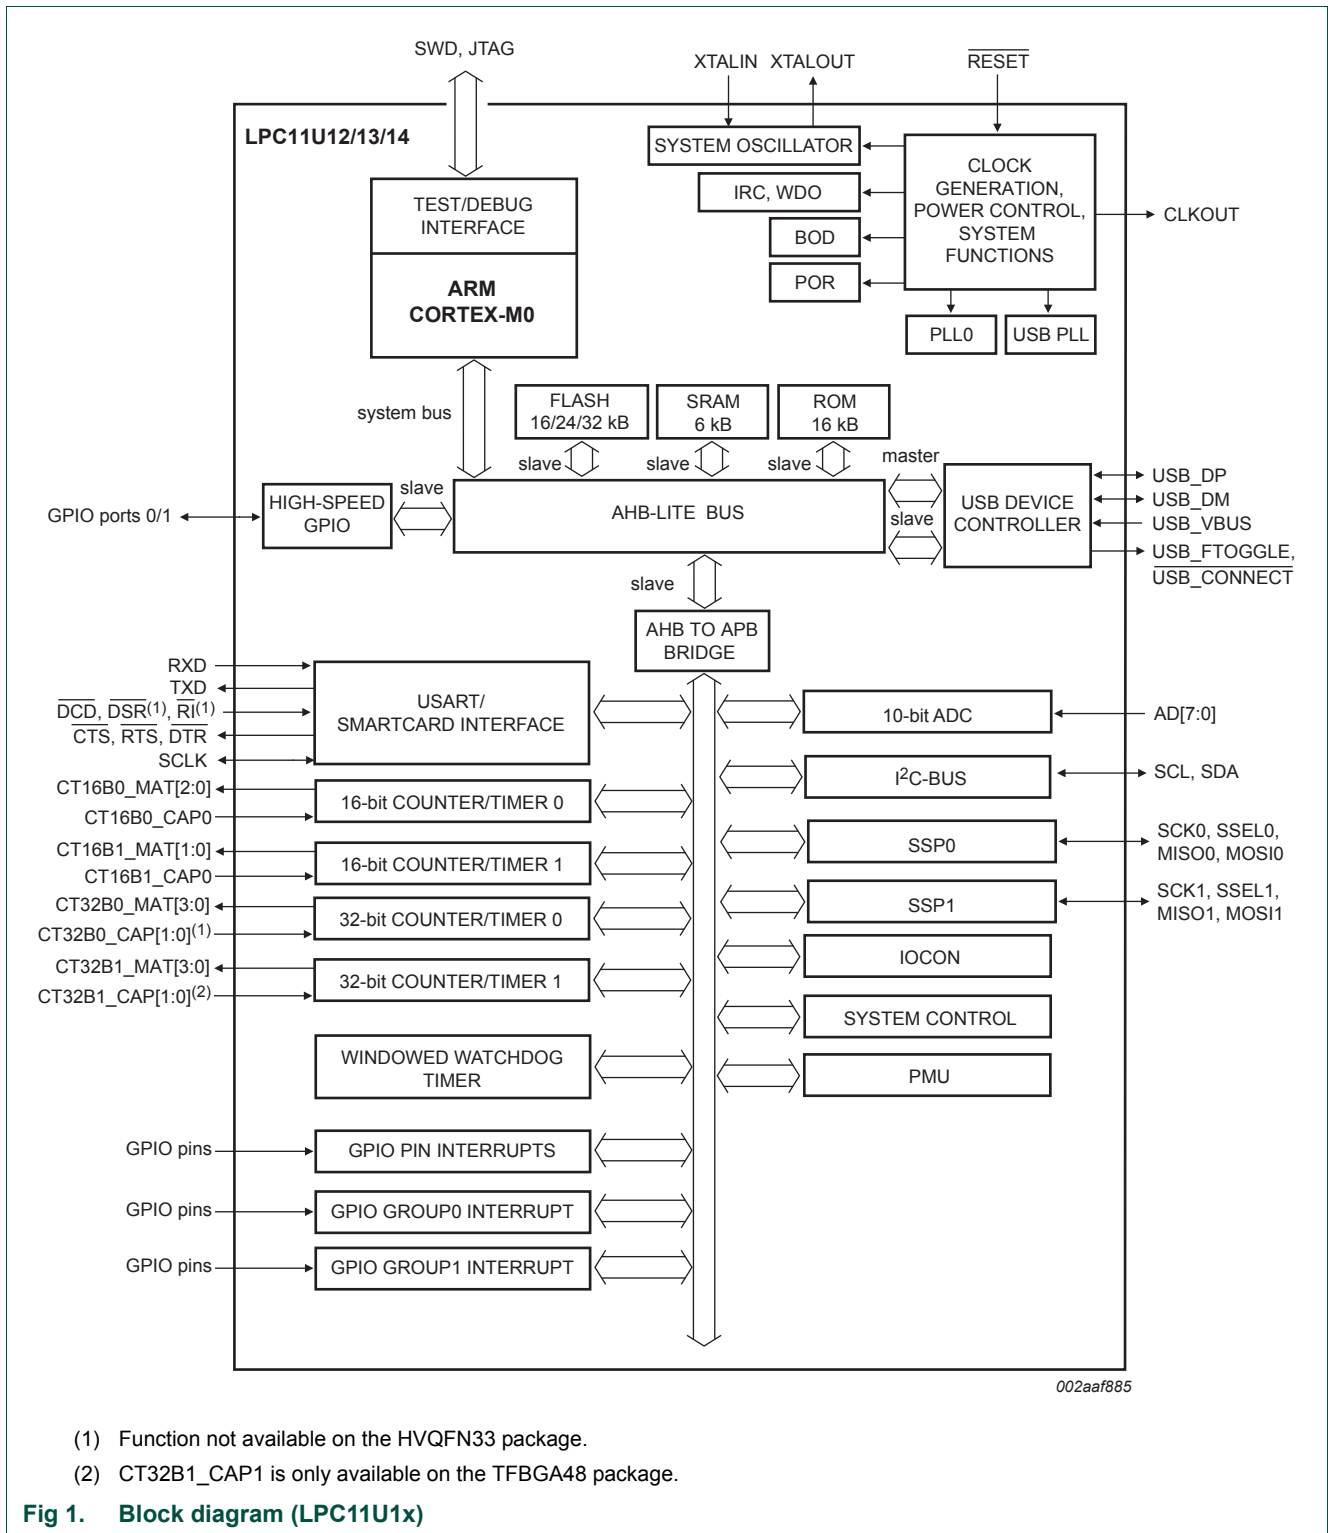 SWD, JTAG
XTALIN XTALOUT
RESET
LPC11U12/13/14
SYSTEM OSCILLATOR
IRC, WDO
BOD
POR
CLOCK
GENERATION,
POWER CONTROL,
SYSTEM
FUNCTIONS
CLKOUT
PLL0
USB PLL
TEST/DEBUG
INTERFACE
ARM
CORTEX-M0
system bus
FLASH
16/24/32 kB
SRAM
6 kB
ROM
16 kB
slave
slave
slave
master
slave
slave
GPIO ports 0/1
HIGH-SPEED
GPIO
AHB-LITE BUS
USB DEVICE
CONTROLLER
USB_DP
USB_DM
USB_VBUS
USB_FTOGGLE,
USB_CONNECT
slave
AHB TO APB
BRIDGE
RXD
TXD
DCD, DSR(1), RI(1)
CTS, RTS, DTR
SCLK
USART/
SMARTCARD INTERFACE
CT16B0_MAT[2:0]
CT16B0_CAP0
16-bit COUNTER/TIMER 0
CT16B1_MAT[1:0]
CT16B1_CAP0
16-bit COUNTER/TIMER 1
CT32B0_MAT[3:0]
CT32B0_CAP[1:0](1)
32-bit COUNTER/TIMER 0
CT32B1_MAT[3:0]
CT32B1_CAP[1:0](2)
32-bit COUNTER/TIMER 1
WINDOWED WATCHDOG
TIMER
GPIO pins
GPIO PIN INTERRUPTS
GPIO pins
GPIO GROUP0 INTERRUPT
GPIO pins
GPIO GROUP1 INTERRUPT
10-bit ADC
AD[7:0]
I2C-BUS
SCL, SDA
SSP0
SCK0, SSEL0,
MISO0, MOSI0
SSP1
SCK1, SSEL1,
MISO1, MOSI1
IOCON
SYSTEM CONTROL
PMU
002aaf885
(1) Function not available on the HVQFN33 package.
(2) CT32B1_CAP1 is only available on the TFBGA48 package.
Fig 1. Block diagram (LPC11U1x)